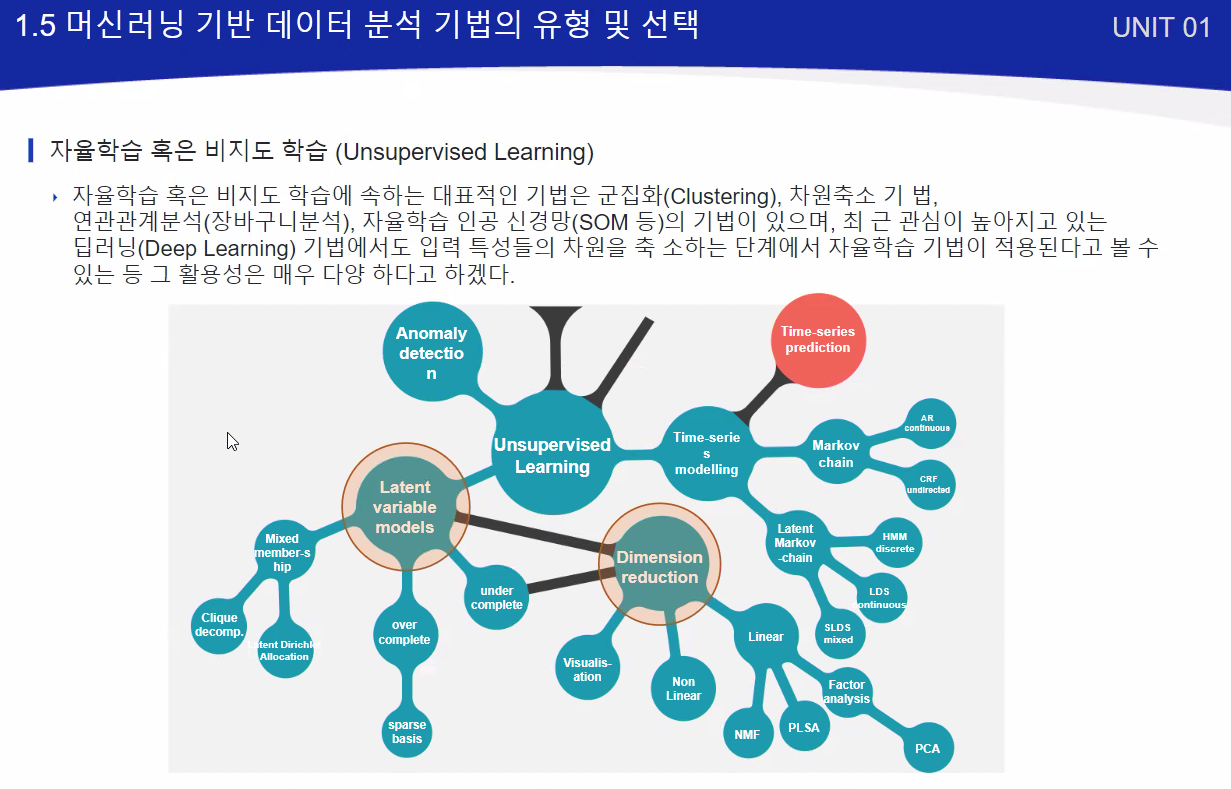 1.5 머신러닝 기반 데이터 분석 기법의 유형 및 선택
UNIT 01
자율학습 혹은 비지도 학습 (Unsupervised Learning)
자율학습 혹은 비지도 학습에 속하는 대표적인 기법은 군집화(Clustering), 차원축소 기 법,
연관관계분석(장바구니분석), 자율학습 인공 신경망(SOM 등)의 기법이 있으며, 최 근 관심이 높아지고 있는
딥러닝(Deep Learning) 기법에서도 입력 특성들의 차원을 축 소하는 단계에서 자율학습 기법이 적용된다고 볼 수
있는 등 그 활용성은 매우 다양 하다고 하겠다.
Anomaly
detectio
n
Time-series
prediction
Unsupervised
Learning
Time-serie
s
modelling
Markov
chain
AR
continuous
CRF
undirected
Latent
variable
models
Latent
Markov
-chain
HMM
discrete
LDS
continuous
SLDS
mixed
Mixed
member-s
hip
Dimension
reduction
under
complete
Clique
decomp.
Latent Dirichl
Allocation
over
complete
sparse
basis
Visualis-
ation
Non
Linear
Linear
Factor
analysis
NMF
PLSA
PCA